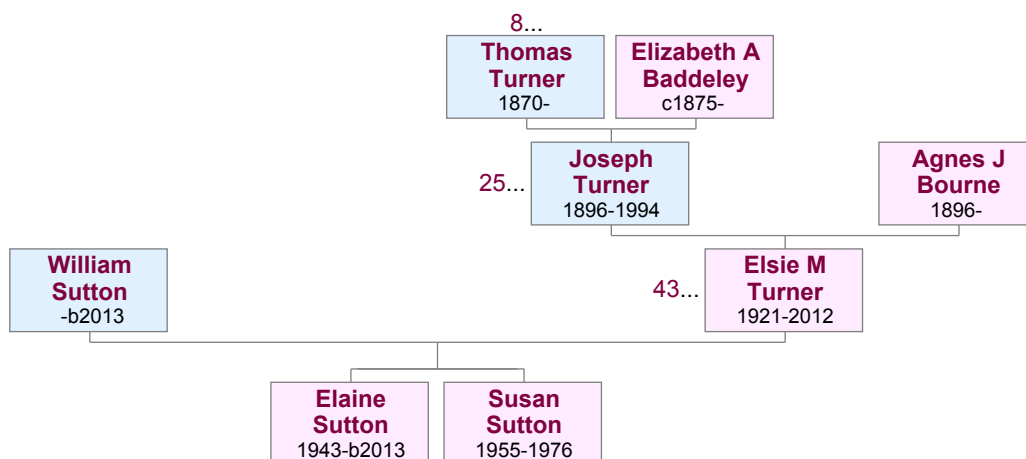 8...
Thomas
Turner
1870-
Elizabeth A
Baddeley
c1875-
25...
Joseph
Turner
1896-1994
Agnes J
Bourne
1896-
William
Sutton
-b2013
43...
Elsie M
Turner
1921-2012
Elaine
Sutton
1943-b2013
Susan
Sutton
1955-1976